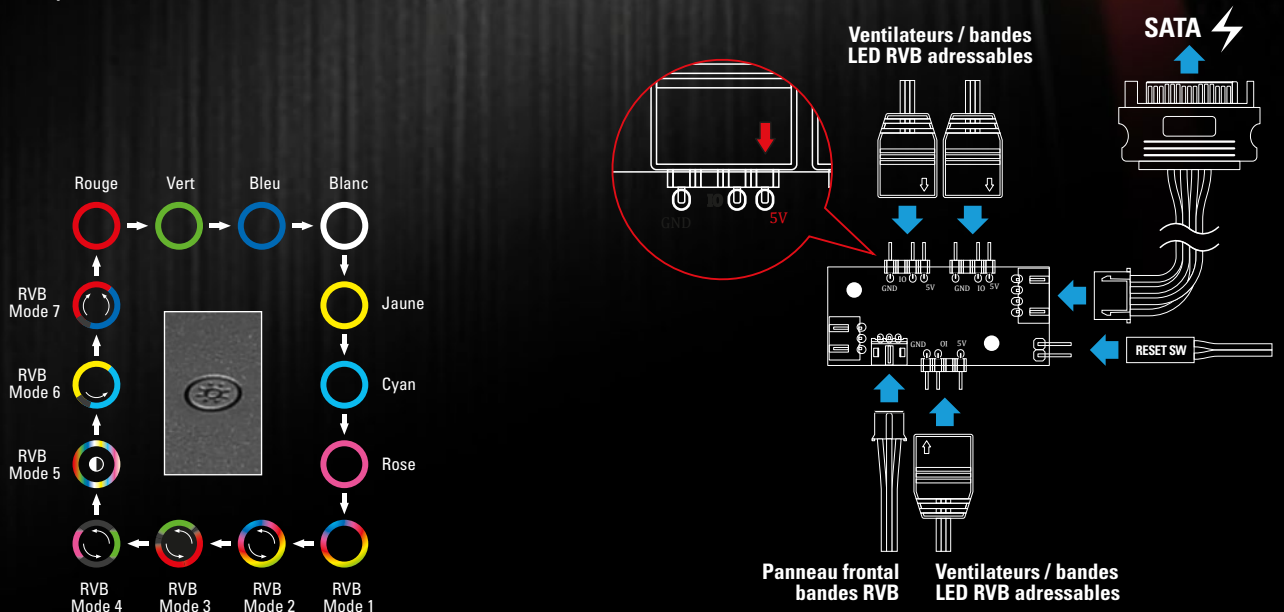 Rouge
Vert
Bleu
Blanc
Jaune
Cyan
Rose
RVB
Mode 1
RVB
Mode 2
RVB
Mode 3
RVB
Mode 4
RVB
Mode 5
RVB
Mode 6
RVB
Mode 7
Ventilateurs / bandes
LED RVB adressables
SATA
GND IO 5V
GND IO 5V
GND IO 5V
GND OI 5V
RESET SW
Panneau frontal
bandes RVB
Ventilateurs / bandes
LED RVB adressables